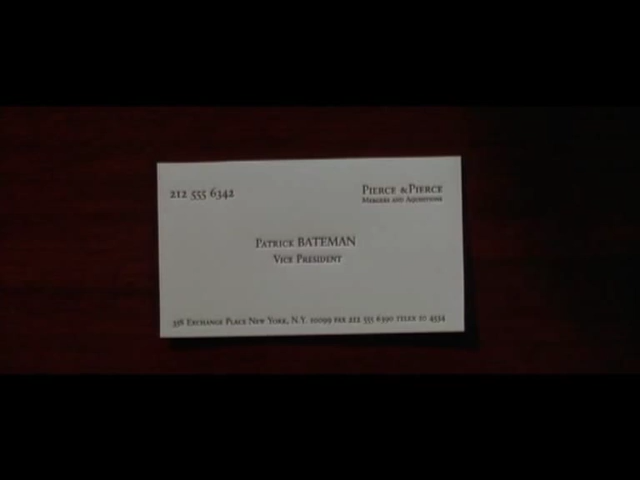 212 555 6342
PIERCE & PIERCE
MERGERS AND AQUISITIONS
PATRICK BATEMAN
VICE PRESIDENT
358 EXCHANGE PLACE NEW YORK, N.Y. 10099 FAX 212 555 6390 TELEX 10 4534